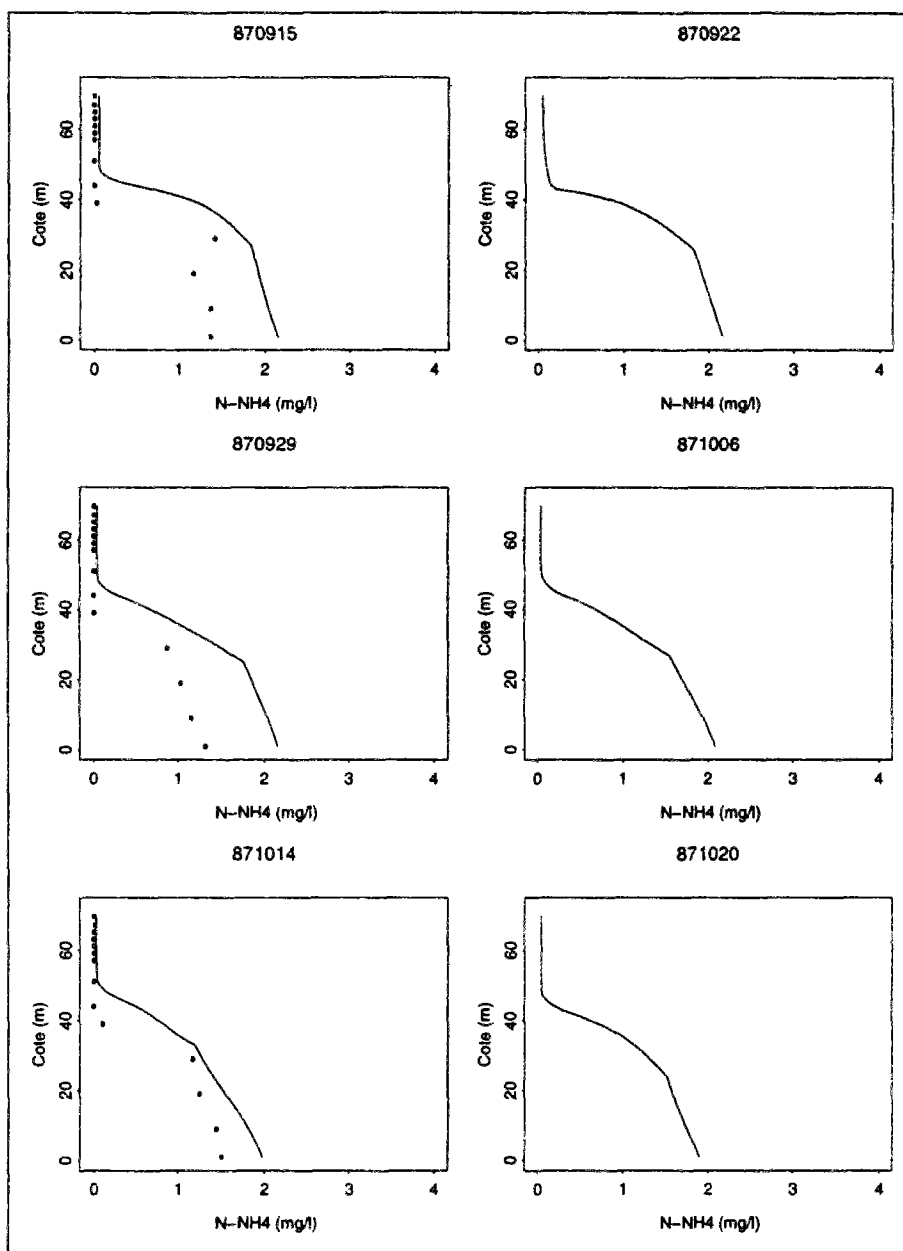 870915
870922
Cote (m)
0 20 40 60
0 1 2 3 4
N-NH4 (mg/l)
Cote (m)
0 20 40 60
0 1 2 3 4
N-NH4 (mg/l)
870929
871006
Cote (m)
0 20 40 60
0 1 2 3 4
N-NH4 (mg/l)
Cote (m)
0 20 40 60
0 1 2 3 4
N-NH4 (mg/l)
871014
871020
Cote (m)
0 20 40 60
0 1 2 3 4
N-NH4 (mg/l)
Cote (m)
0 20 40 60
0 1 2 3 4
N-NH4 (mg/l)